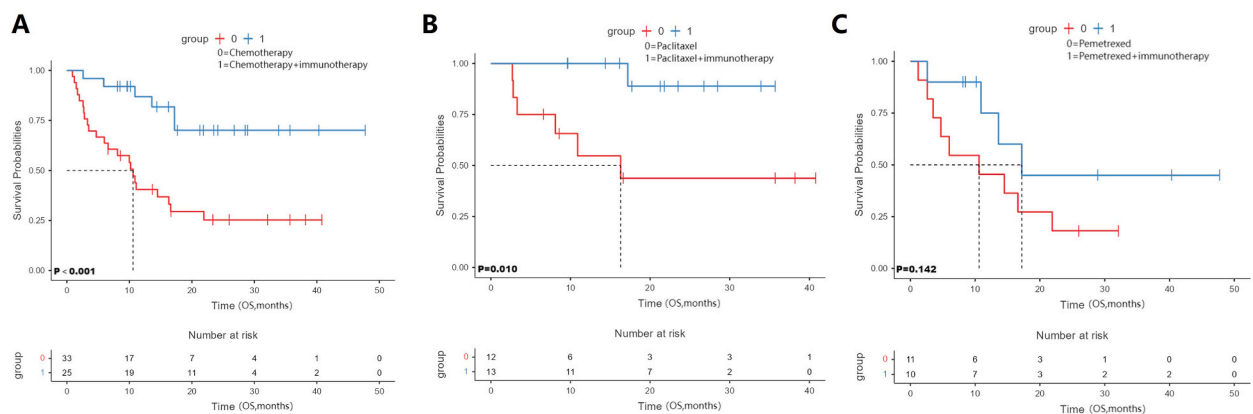 A
group 0 1
0=Chemotherapy
1=Chemotherapy+immunotherapy
Survival Probabilities
1.00
0.75
0.50
0.25
0.00
P<0.001
0 10 20 30 40 50
Time (OS,months)
Number at risk
group
0 33 17 7 4 1 0
1 25 19 11 4 2 0
0 10 20 30 40 50
Time (OS,months)
B
group 0 1
0=Paclitaxel
1=Paclitaxel+immunotherapy
Survival Probabilities
1.00
0.75
0.50
0.25
0.00
P=0.010
0 10 20 30 40
Time (OS,months)
Number at risk
group
0 12 6 3 3 1
1 13 11 7 2 0
0 10 20 30 40
Time (OS,months)
C
group 0 1
0=Pemetrexed
1=Pemetrexed+immunotherapy
Survival Probabilities
1.00
0.75
0.50
0.25
0.00
P=0.142
0 10 20 30 40 50
Time (OS,months)
Number at risk
group
0 11 6 3 1 0 0
1 10 7 3 2 2 0
0 10 20 30 40 50
Time (OS,months)